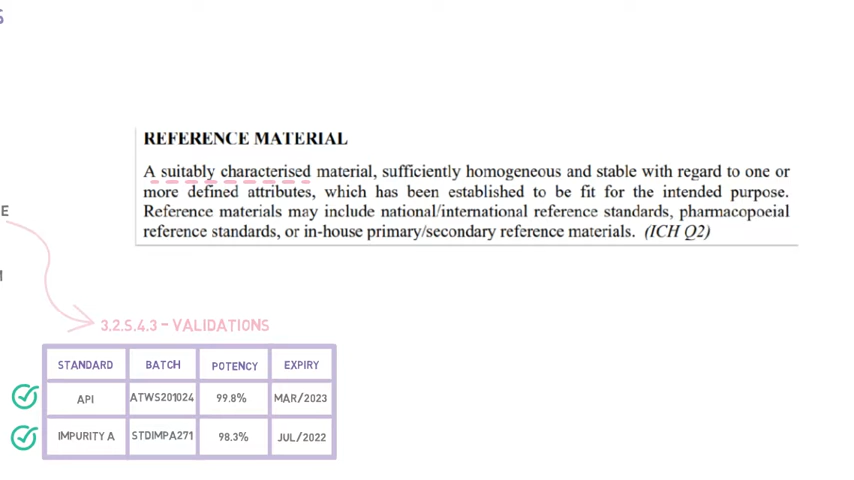 S
REFERENCE MATERIAL
A suitably characterised material, sufficiently homogeneous and stable with regard to one or
more defined attributes, which has been established to be fit for the intended purpose.
Reference materials may include national/international reference standards, pharmacopoeial
reference standards, or in-house primary/secondary reference materials. (ICH Q2)
E
M
3.2.S.4.3 – VALIDATIONS
STANDARD BATCH POTENCY EXPIRY
API ATWS201024 99.8% MAR/2023
IMPURITY A STDIMPA271 98.3% JUL/2022